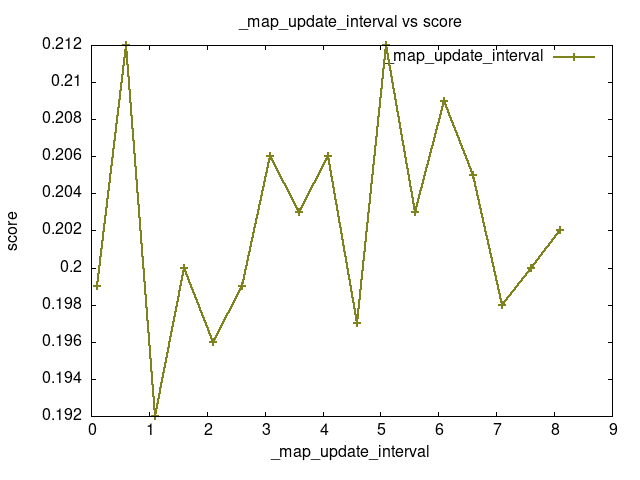 _map_update_interval vs score
_map_update_interval
0.212
0.21
0.208
0.206
0.204
0.202
0.2
0.198
0.196
0.194
0.192
score
0 1 2 3 4 5 6 7 8 9
_map_update_interval